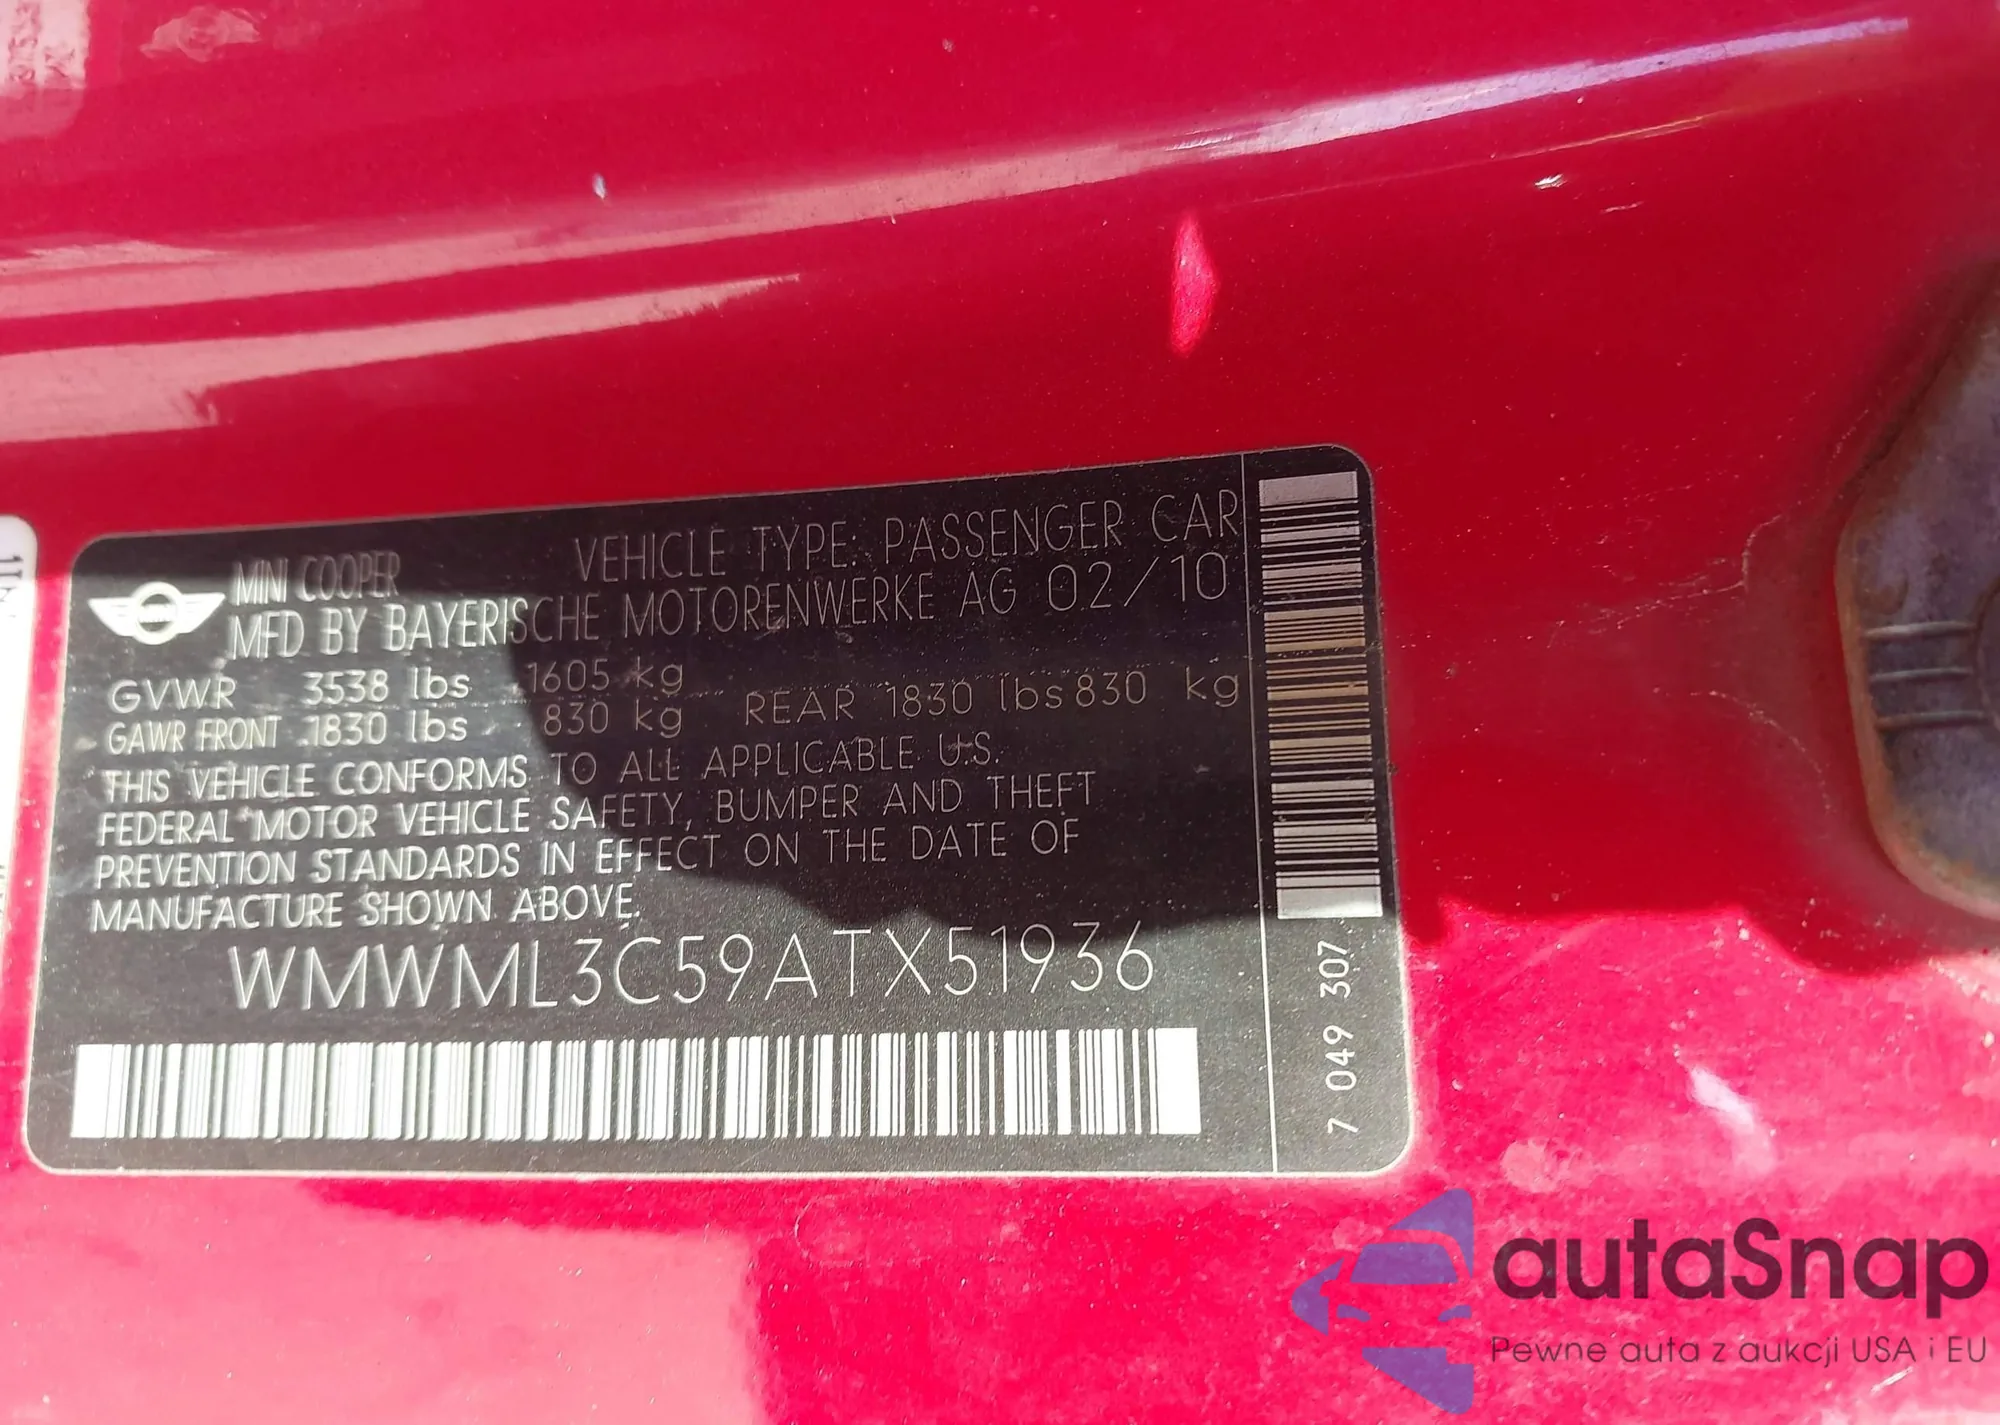 VEHICLE TYPE: PASSENGER CAR
MINI COOPER
MFD BY BAYERISCHE MOTORENWERKE AG 02/10
GVWR 3538 lbs 1605 kg
GAWR FRONT 1830 lbs 830 kg REAR 1830 lbs 830 kg
THIS VEHICLE CONFORMS TO ALL APPLICABLE U.S.
FEDERAL MOTOR VEHICLE SAFETY, BUMPER AND THEFT
PREVENTION STANDARDS IN EFFECT ON THE DATE OF
MANUFACTURE SHOWN ABOVE.
WMWML3C59ATX51936
7 049 307
autaSnap
Pewne auta z aukcji USA i EU